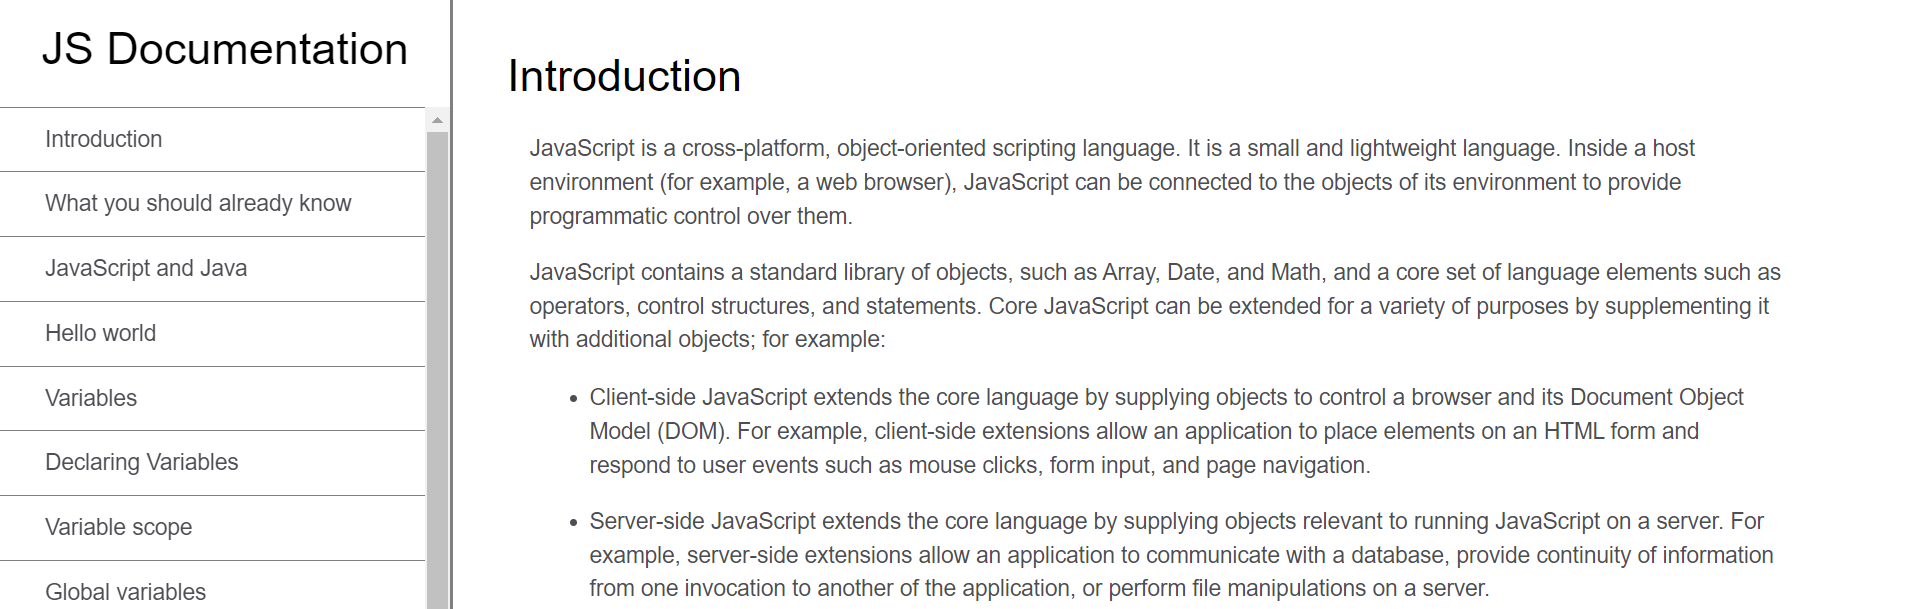 JS Documentation
Introduction
What you should already know
JavaScript and Java
Hello world
Variables
Declaring Variables
Variable scope
Global variables
Introduction
JavaScript is a cross-platform, object-oriented scripting language. It is a small and lightweight language. Inside a host
environment (for example, a web browser), JavaScript can be connected to the objects of its environment to provide
programmatic control over them.
JavaScript contains a standard library of objects, such as Array, Date, and Math, and a core set of language elements such as
operators, control structures, and statements. Core JavaScript can be extended for a variety of purposes by supplementing it
with additional objects; for example:
• Client-side JavaScript extends the core language by supplying objects to control a browser and its Document Object
Model (DOM). For example, client-side extensions allow an application to place elements on an HTML form and
respond to user events such as mouse clicks, form input, and page navigation.
• Server-side JavaScript extends the core language by supplying objects relevant to running JavaScript on a server. For
example, server-side extensions allow an application to communicate with a database, provide continuity of information
from one invocation to another of the application, or perform file manipulations on a server.